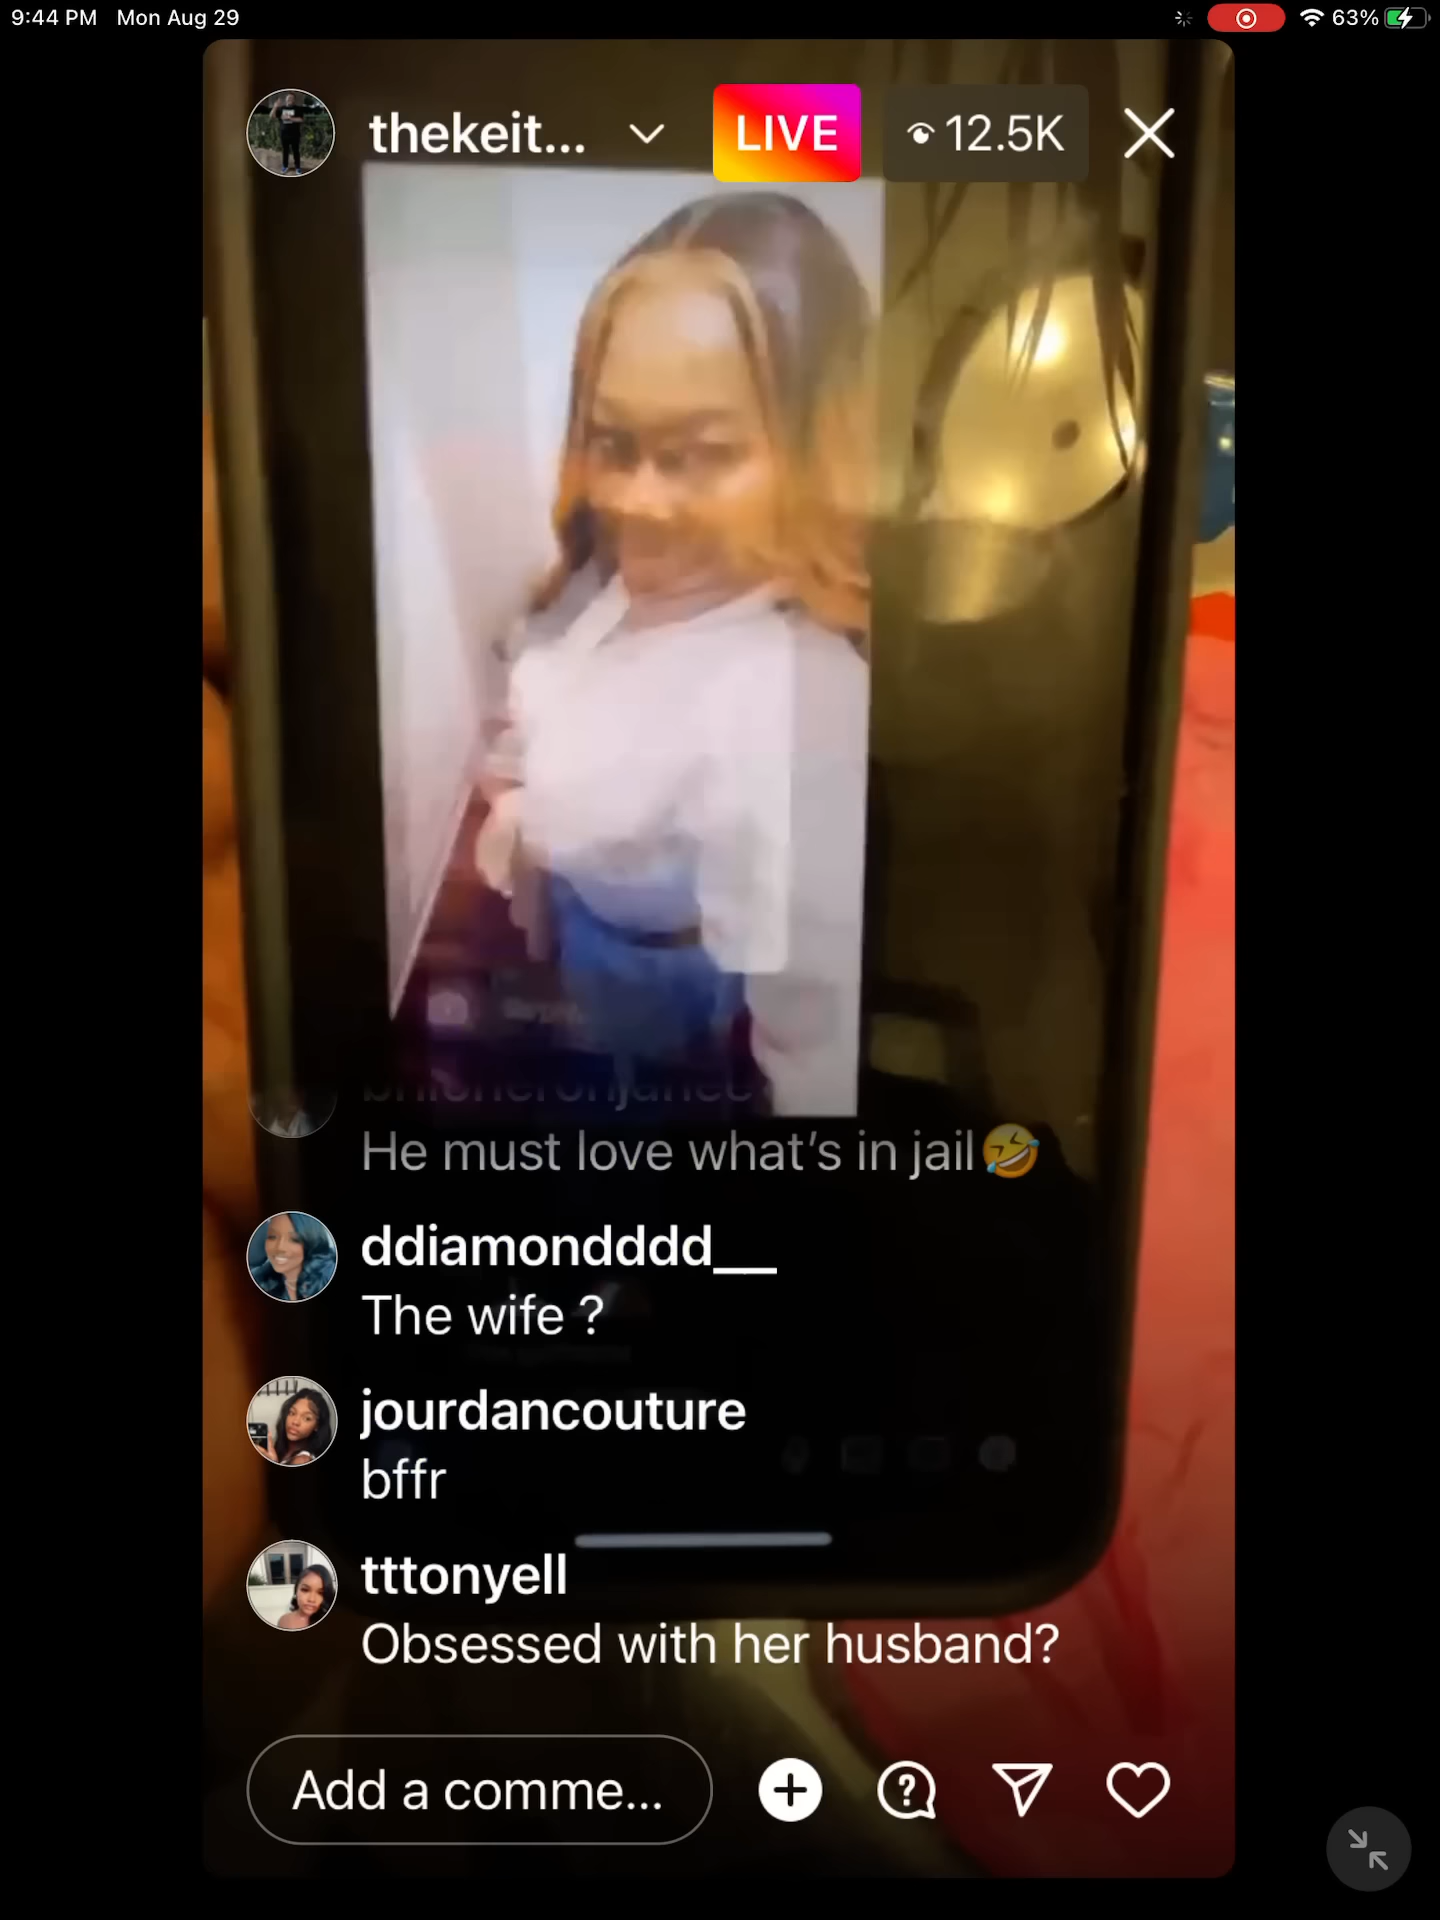 9:44 PM Mon Aug 29
63%
thekeit...
LIVE
12.5K
He must love what's in jail🤣
ddiamondddd__
The wife ?
jourdancouture
bffr
tttonyell
Obsessed with her husband?
Add a comme...